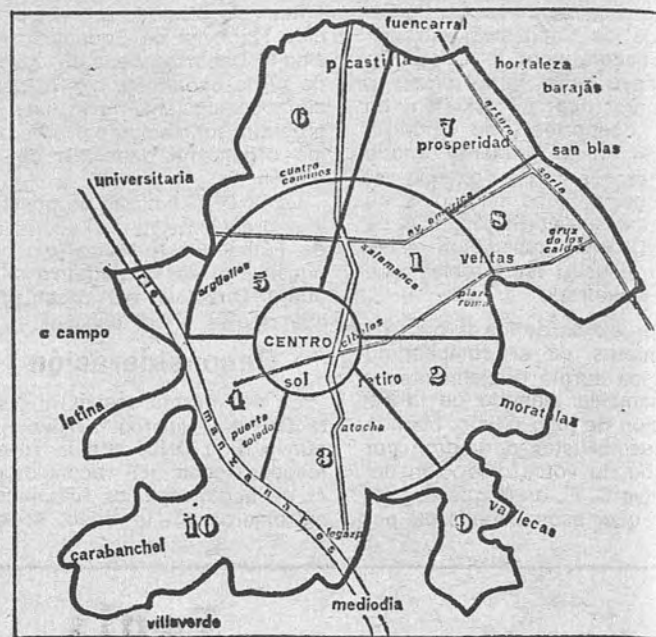 fuencarral
p. castilla
hortaleza
barajas
6
7
arturo
prosperidad
san blas
cuatro
caminos
universitaria
soria
av. america
8
cruz
de los
caidos
1
ventas
salamanca
argüelles
5
rio
plaza
roma
CENTRO
cibeles
c campo
sol
retiro
2
4
latina
puerta
toledo
moratalaz
atocha
manzanares
3
10
9
vallecas
legazpi
carabanchel
mediodia
villaverde